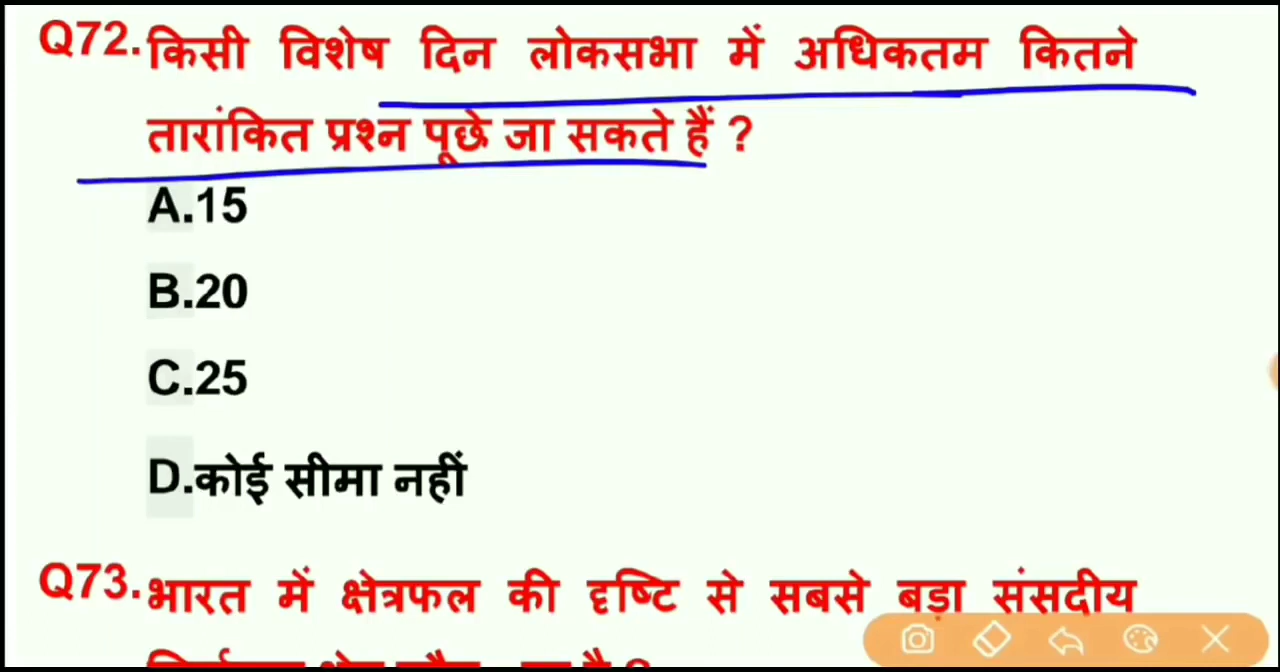 Q72. किसी विशेष दिन लोकसभा में अधिकतम कितने
तारांकित प्रश्न पूछे जा सकते हैं ?
A.15
B.20
C.25
D.कोई सीमा नहीं
Q73. भारत में क्षेत्रफल की दृष्टि से सबसे बड़ा संसदीय